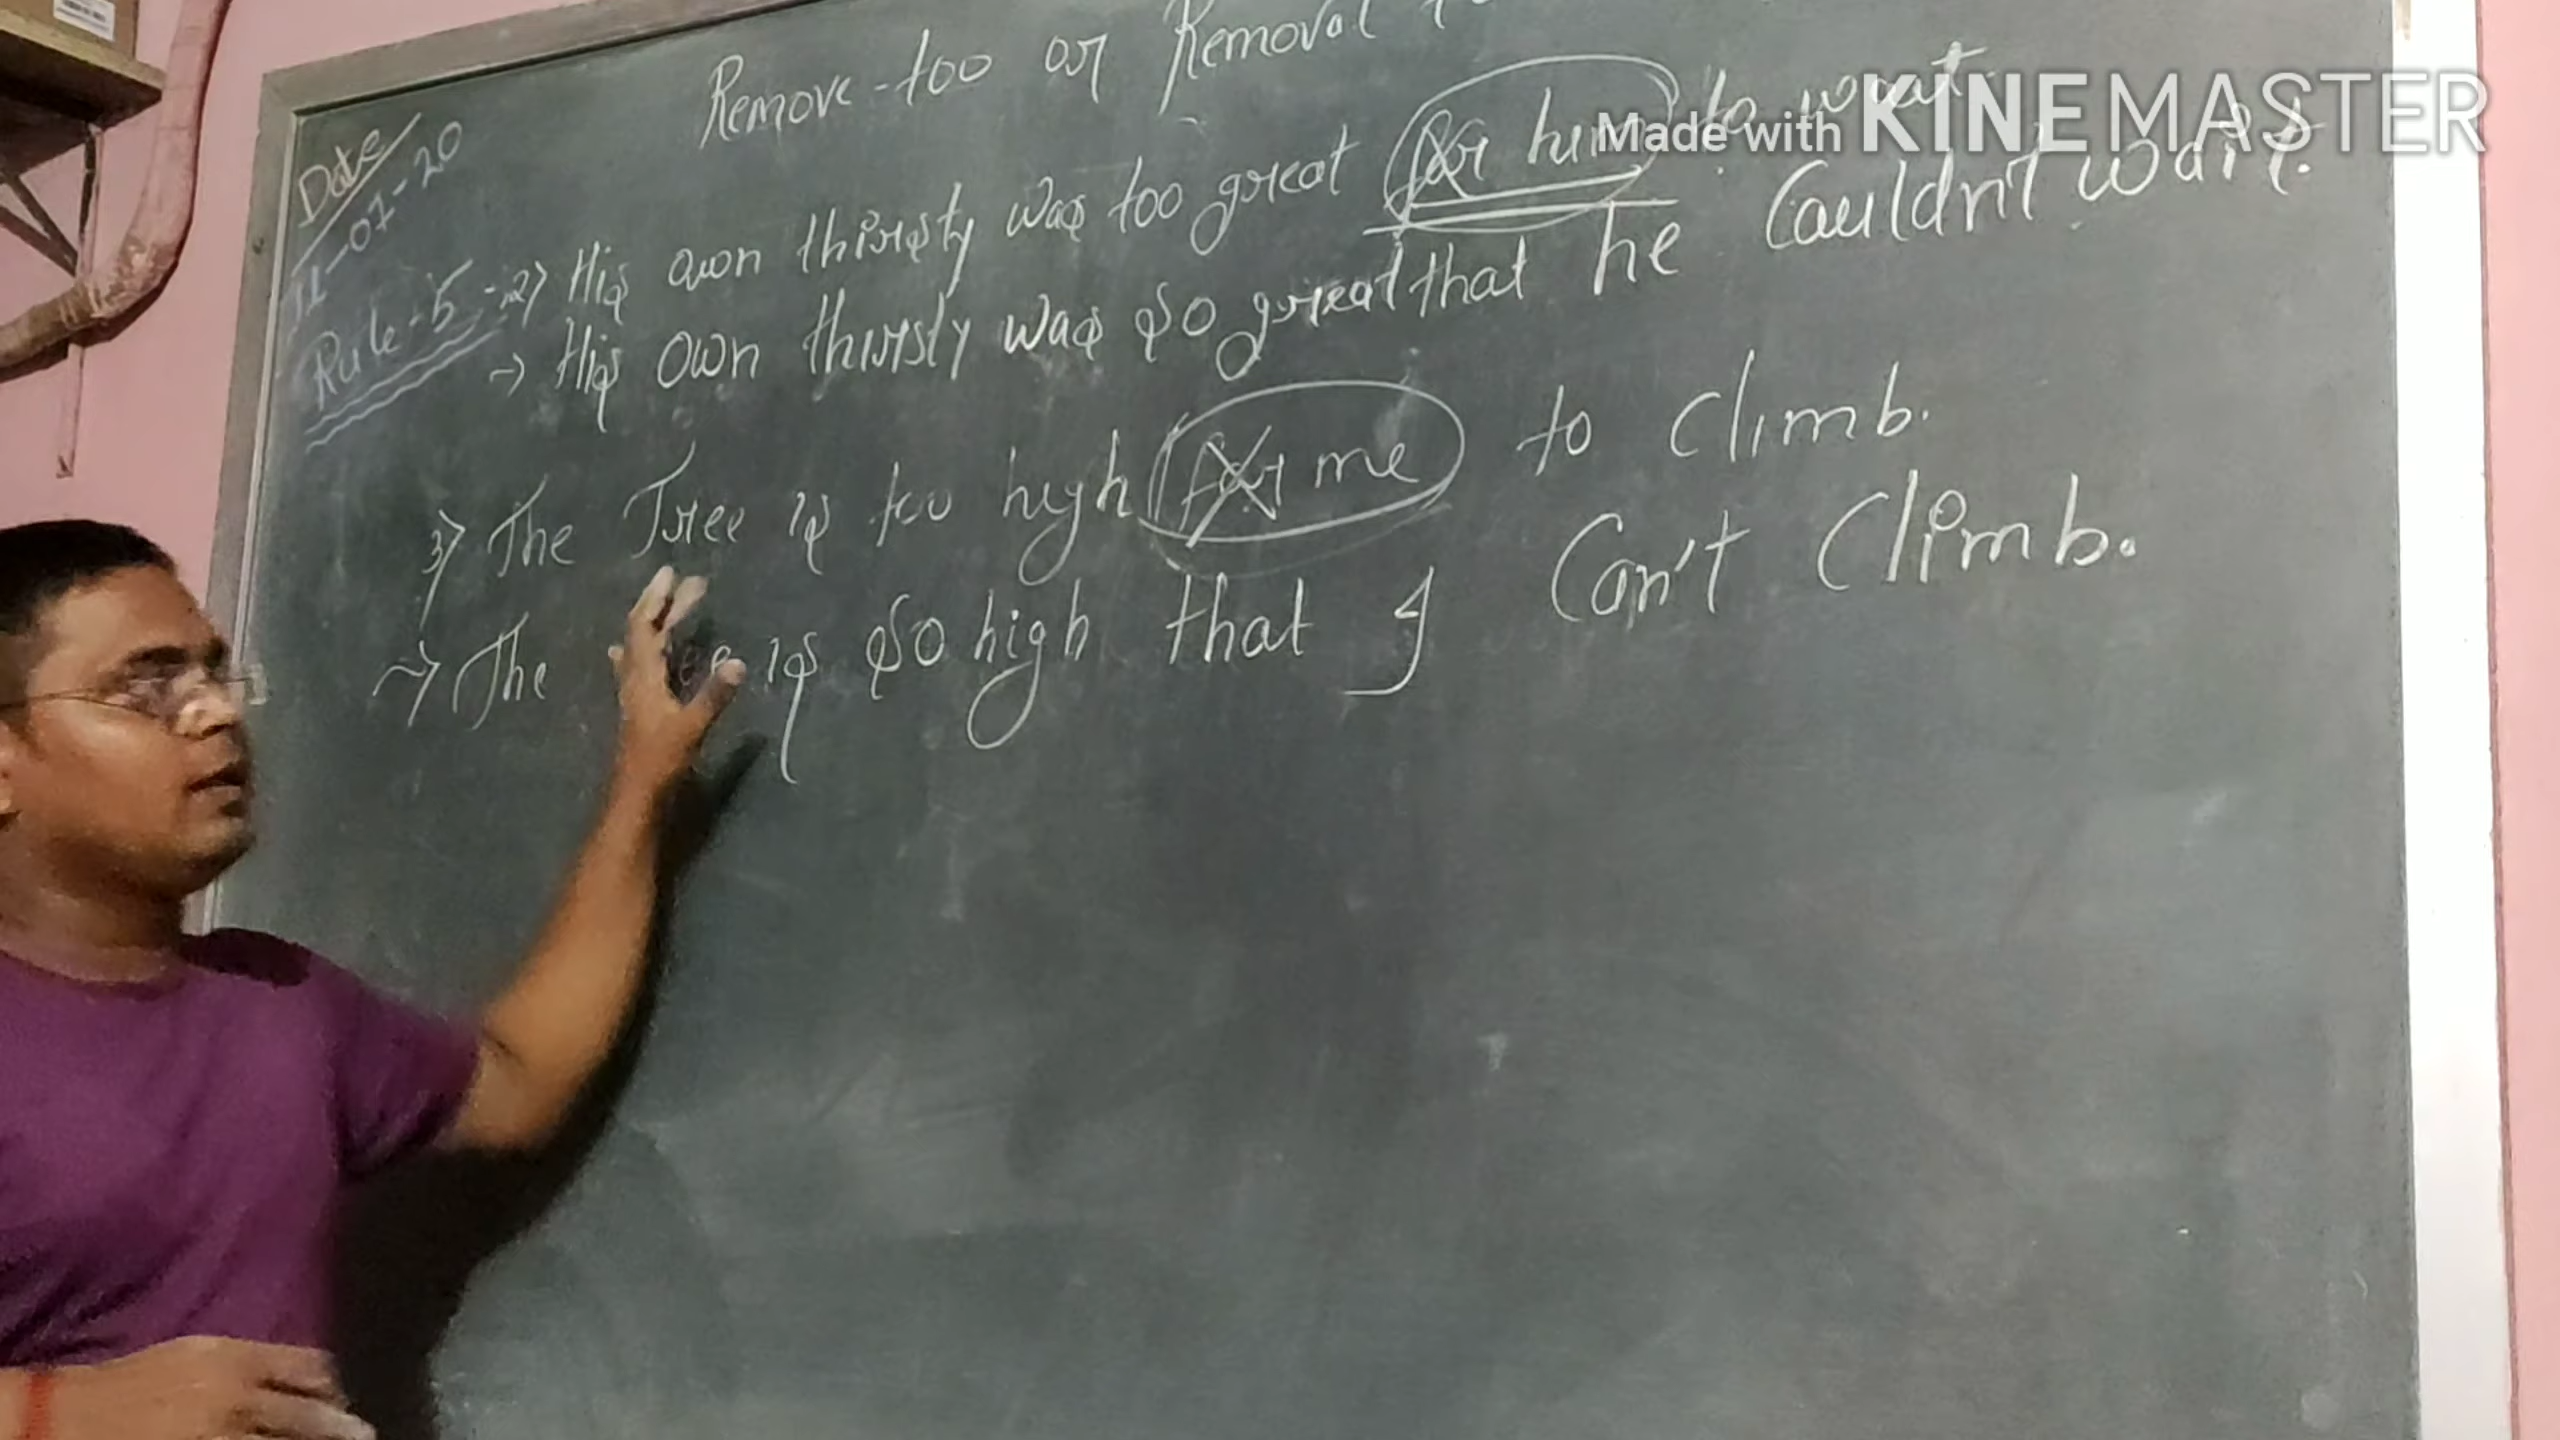 Remove-too or Removal
Date
11-07-20
Made with KINEMASTER
Rule-5 - 2) His own thirsty was too great for him to wait
→ His own thirsty was so great that he Couldn't wait.
3) The Tree is too high for me to Climb.
→ The Tree is so high that I Can't Climb.